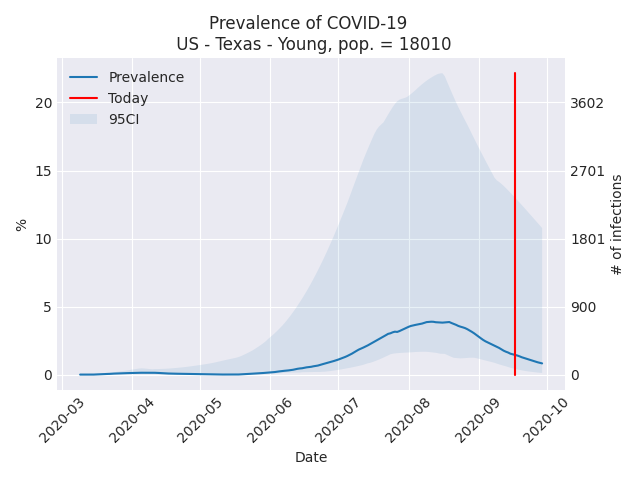 Prevalence of COVID-19
US - Texas - Young, pop. = 18010
Prevalence
Today
95CI
20
15
10
5
0
%
3602
2701
1801
900
0
# of infections
2020-03
2020-04
2020-05
2020-06
2020-07
2020-08
2020-09
2020-10
Date